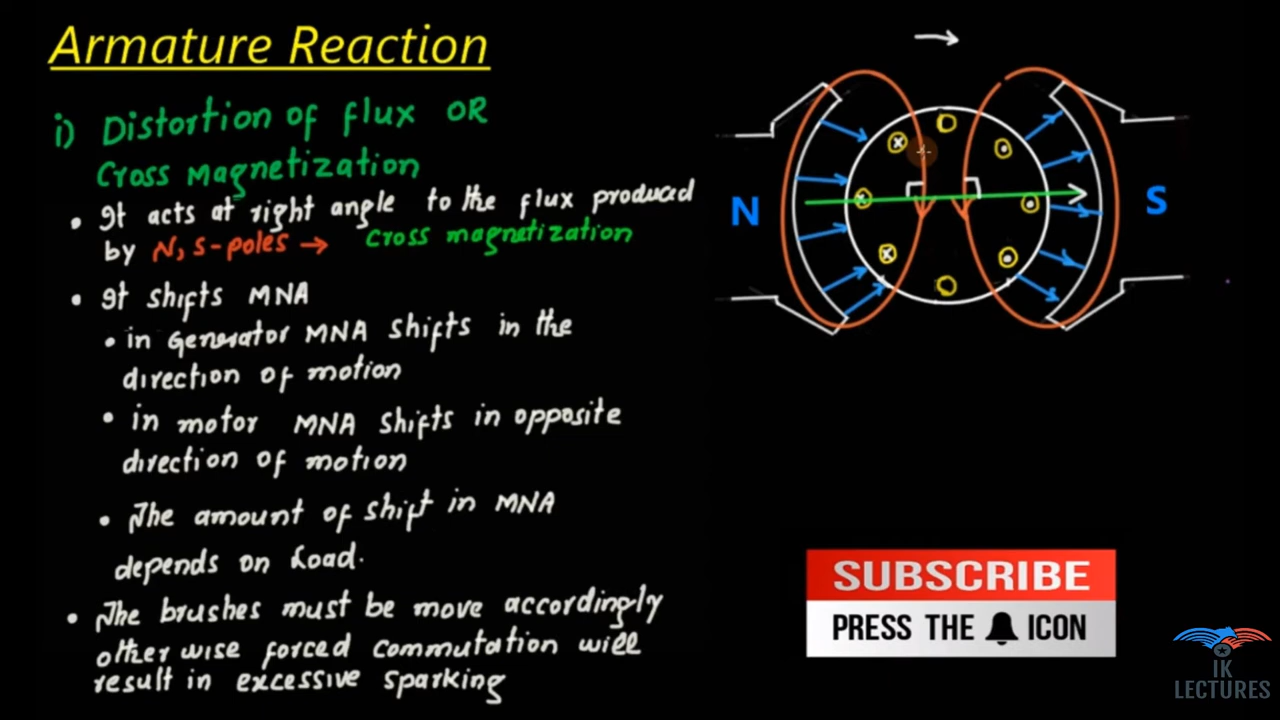 Armature Reaction
i) Distortion of flux OR
Cross Magnetization
• It acts at right angle to the flux produced
by N, S-poles → Cross magnetization
• It shifts MNA
• in Generator MNA shifts in the
direction of motion
• in motor MNA shifts in opposite
direction of motion
• The amount of shift in MNA
depends on Load.
• The brushes must be move accordingly
other wise forced commutation will
result in excessive sparking
N
S
SUBSCRIBE
PRESS THE ICON
IK
LECTURES